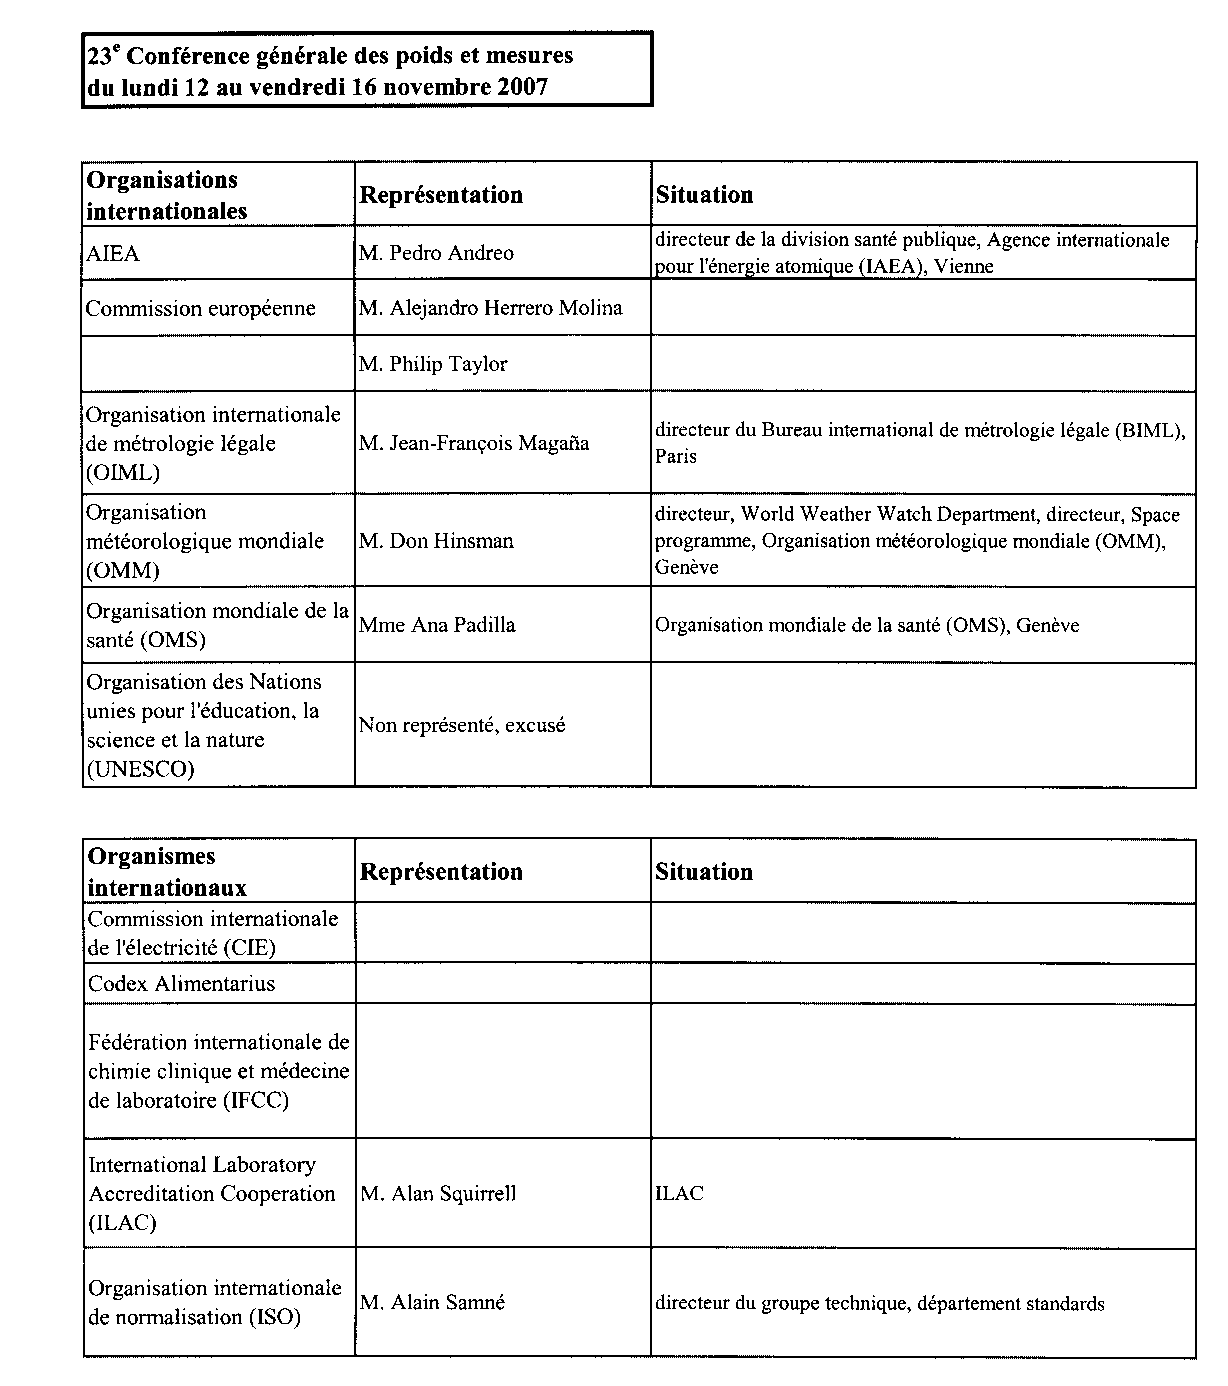 23e Conférence générale des poids et mesures
du lundi 12 au vendredi 16 novembre 2007
Organisations
internationales
Représentation
Situation
AIEA
M. Pedro Andreo
directeur de la division santé publique, Agence internationale
pour l'énergie atomique (IAEA), Vienne
Commission européenne
M. Alejandro Herrero Molina
M. Philip Taylor
Organisation internationale
de métrologie légale
(OIML)
M. Jean-François Magaña
directeur du Bureau international de métrologie légale (BIML),
Paris
Organisation
météorologique mondiale
(OMM)
M. Don Hinsman
directeur, World Weather Watch Department, directeur, Space
programme, Organisation météorologique mondiale (OMM),
Genève
Organisation mondiale de la
santé (OMS)
Mme Ana Padilla
Organisation mondiale de la santé (OMS), Genève
Organisation des Nations
unies pour l'éducation, la
science et la nature
(UNESCO)
Non représenté, excusé
Organismes
internationaux
Représentation
Situation
Commission internationale
de l'électricité (CIE)
Codex Alimentarius
Fédération internationale de
chimie clinique et médecine
de laboratoire (IFCC)
International Laboratory
Accreditation Cooperation
(ILAC)
M. Alan Squirrell
ILAC
Organisation internationale
de normalisation (ISO)
M. Alain Samné
directeur du groupe technique, département standards